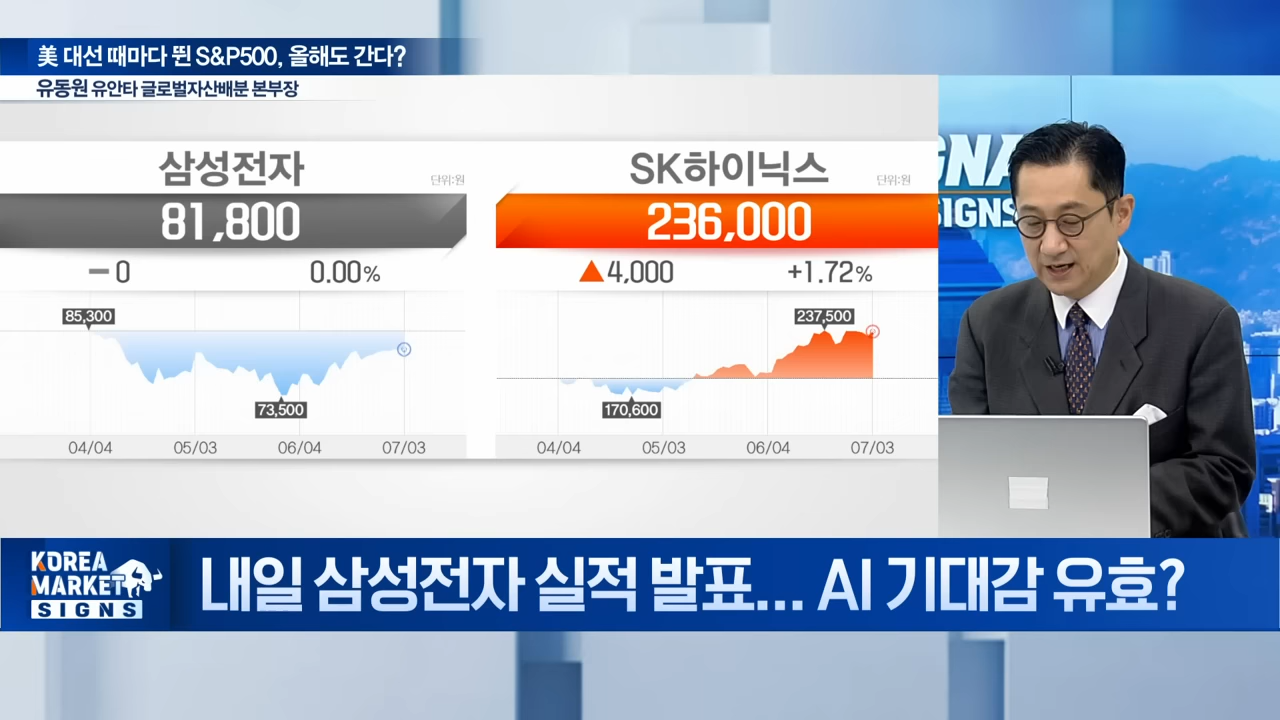 美 대선 때마다 뛴 S&P500, 올해도 간다?
유동원 유안타 글로벌자산배분 본부장
삼성전자
단위:원
81,800
0
0.00%
85,300
73,500
04/04
05/03
06/04
07/03
SK하이닉스
단위:원
236,000
▲4,000
+1.72%
237,500
170,600
04/04
05/03
06/04
07/03
SIGNS
KOREA
MARKET
SIGNS
내일 삼성전자 실적 발표... AI 기대감 유효?